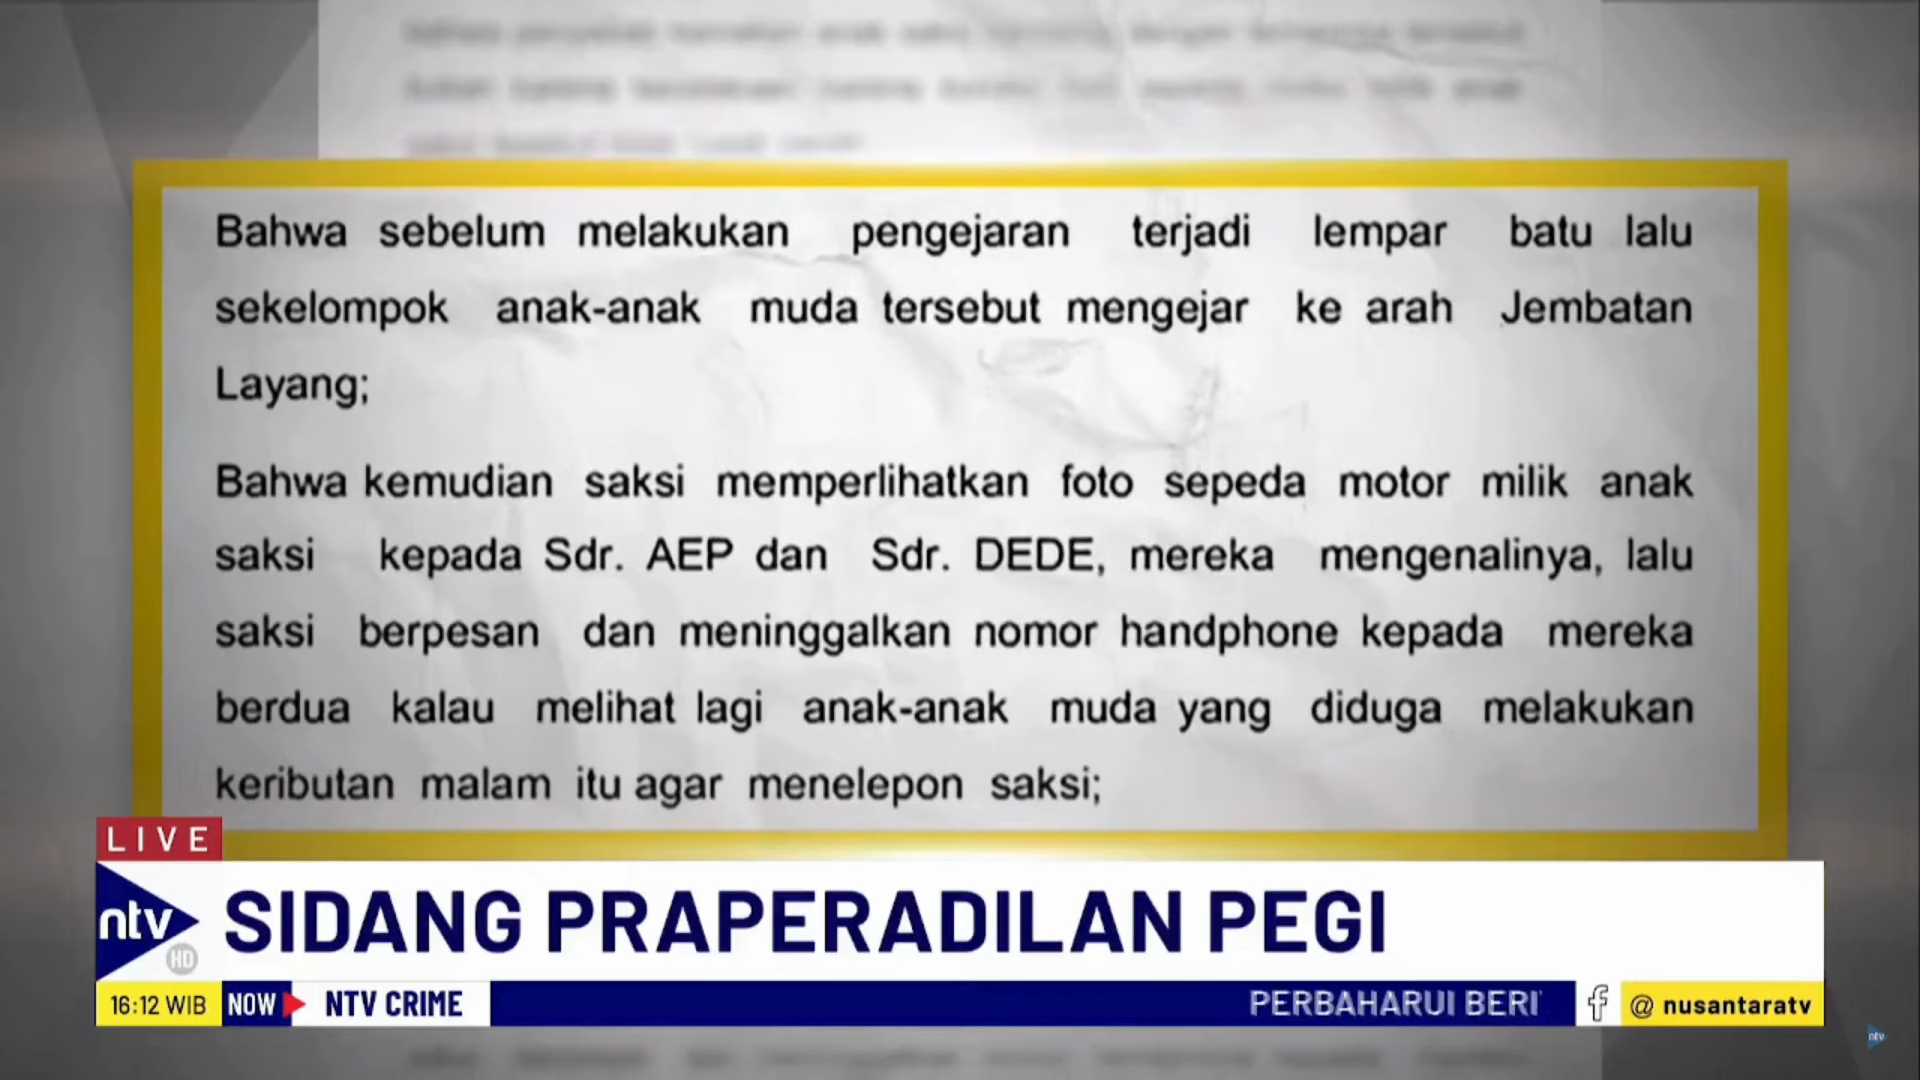 Bahwa sebelum melakukan pengejaran terjadi lempar batu lalu
sekelompok anak-anak muda tersebut mengejar ke arah Jembatan
Layang;
Bahwa kemudian saksi memperlihatkan foto sepeda motor milik anak
saksi kepada Sdr. AEP dan Sdr. DEDE, mereka mengenalinya, lalu
saksi berpesan dan meninggalkan nomor handphone kepada mereka
berdua kalau melihat lagi anak-anak muda yang diduga melakukan
keributan malam itu agar menelepon saksi;
LIVE
ntv HD
SIDANG PRAPERADILAN PEGI
16:12 WIB NOW NTV CRIME PERBAHARUI BERI @ nusantaratv
ntv